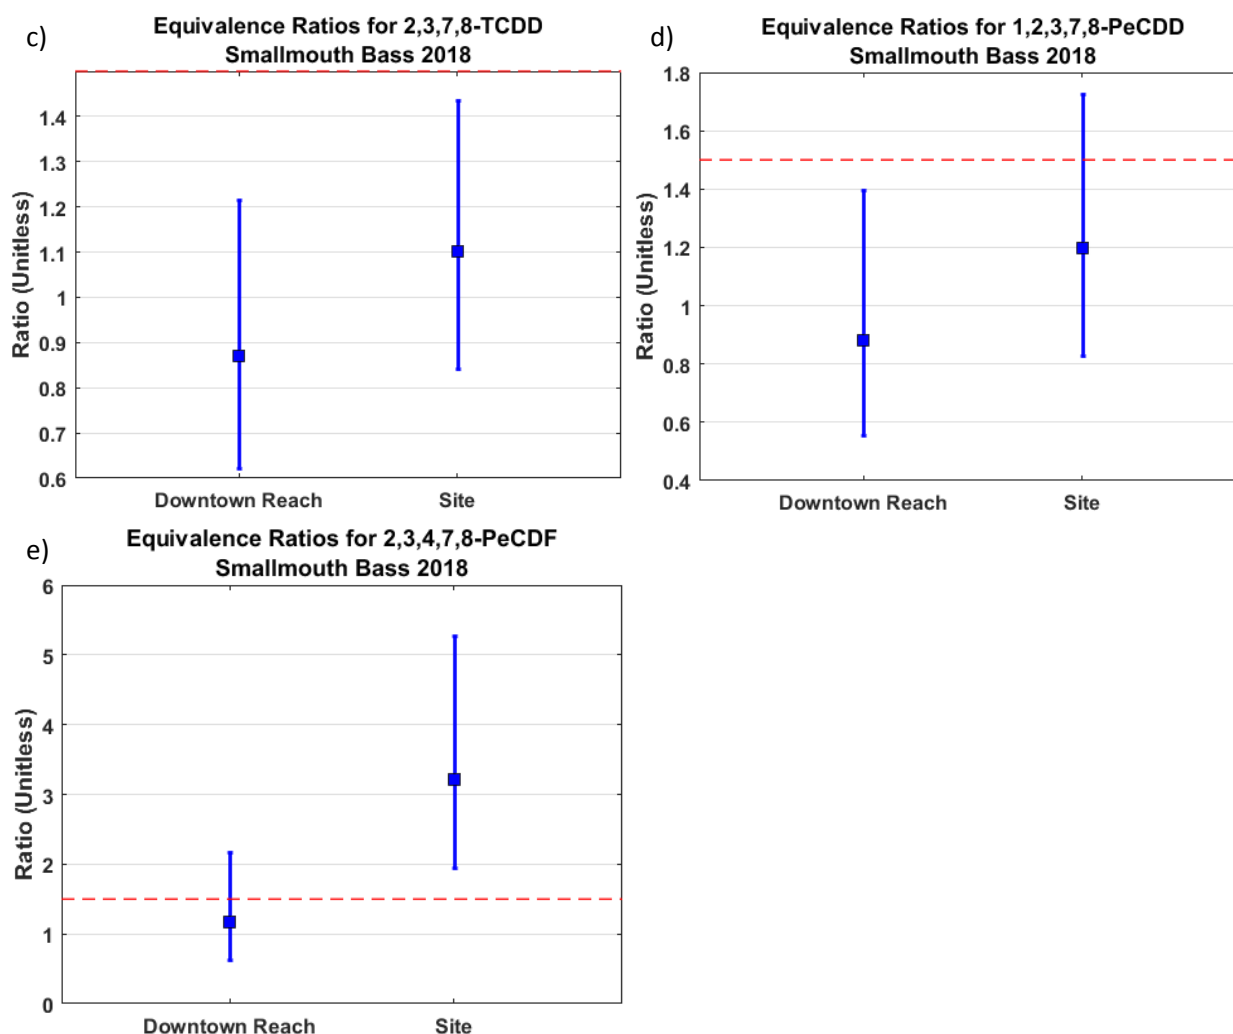 c)
Equivalence Ratios for 2,3,7,8-TCDD
Smallmouth Bass 2018
Ratio (Unitless)
1.4
1.3
1.2
1.1
1
0.9
0.8
0.7
0.6
Downtown Reach
Site
d)
Equivalence Ratios for 1,2,3,7,8-PeCDD
Smallmouth Bass 2018
Ratio (Unitless)
1.8
1.6
1.4
1.2
1
0.8
0.6
0.4
Downtown Reach
Site
e)
Equivalence Ratios for 2,3,4,7,8-PeCDF
Smallmouth Bass 2018
Ratio (Unitless)
6
5
4
3
2
1
0
Downtown Reach
Site